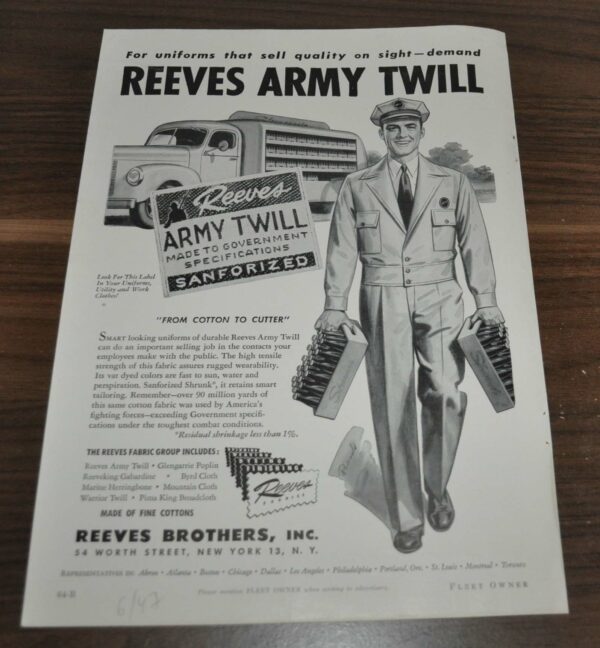 For uniforms that sell quality on sight—demand
REEVES ARMY TWILL
Reeves
ARMY TWILL
MADE TO GOVERNMENT
SPECIFICATIONS
SANFORIZED
Look For This Label
In Your Uniforms,
Utility and Work
Clothes!
"FROM COTTON TO CUTTER"
SMART looking uniforms of durable Reeves Army Twill
can do an important selling job in the contacts your
employees make with the public. The high tensile
strength of this fabric assures rugged wearability.
Its vat dyed colors are fast to sun, water and
perspiration. Sanforized Shrunk*, it retains smart
tailoring. Remember—over 90 million yards of
this same cotton fabric was used by America's
fighting forces—exceeding Government specifi-
cations under the toughest combat conditions.
*Residual shrinkage less than 1%.
THE REEVES FABRIC GROUP INCLUDES:
Reeves Army Twill • Glengarrie Poplin
Reeveking Gabardine • Byrd Cloth
Marine Herringbone • Mountain Cloth
Warrior Twill • Pima King Broadcloth
MADE OF FINE COTTONS
Reeves
FABRICS
REEVES BROTHERS, INC.
54 WORTH STREET, NEW YORK 13, N. Y.
REPRESENTATIVES IN: Akron • Atlanta • Boston • Chicago • Dallas • Los Angeles • Philadelphia • Portland, Ore. • St. Louis • Montreal • Toronto
64-B
Please mention FLEET OWNER when writing to advertisers.
FLEET OWNER
6/47